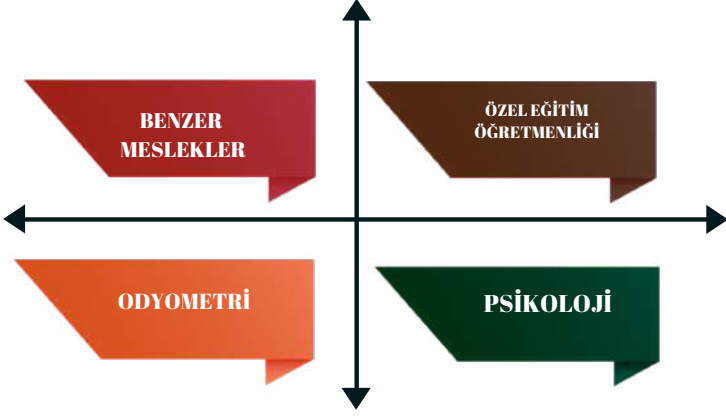 BENZER
MESLEKLER
ÖZEL EĞİTİM
ÖĞRETMENLİĞİ
ODYOMETRİ
PSİKOLOJİ